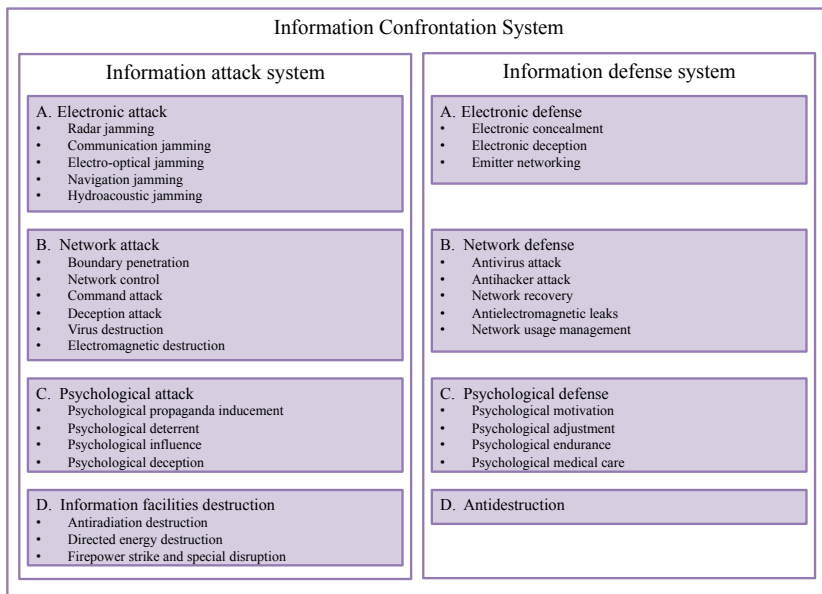 Information Confrontation System
Information attack system
A. Electronic attack
• Radar jamming
• Communication jamming
• Electro-optical jamming
• Navigation jamming
• Hydroacoustic jamming
B. Network attack
• Boundary penetration
• Network control
• Command attack
• Deception attack
• Virus destruction
• Electromagnetic destruction
C. Psychological attack
• Psychological propaganda inducement
• Psychological deterrent
• Psychological influence
• Psychological deception
D. Information facilities destruction
• Antiradiation destruction
• Directed energy destruction
• Firepower strike and special disruption
Information defense system
A. Electronic defense
• Electronic concealment
• Electronic deception
• Emitter networking
B. Network defense
• Antivirus attack
• Antihacker attack
• Network recovery
• Antielectromagnetic leaks
• Network usage management
C. Psychological defense
• Psychological motivation
• Psychological adjustment
• Psychological endurance
• Psychological medical care
D. Antidestruction